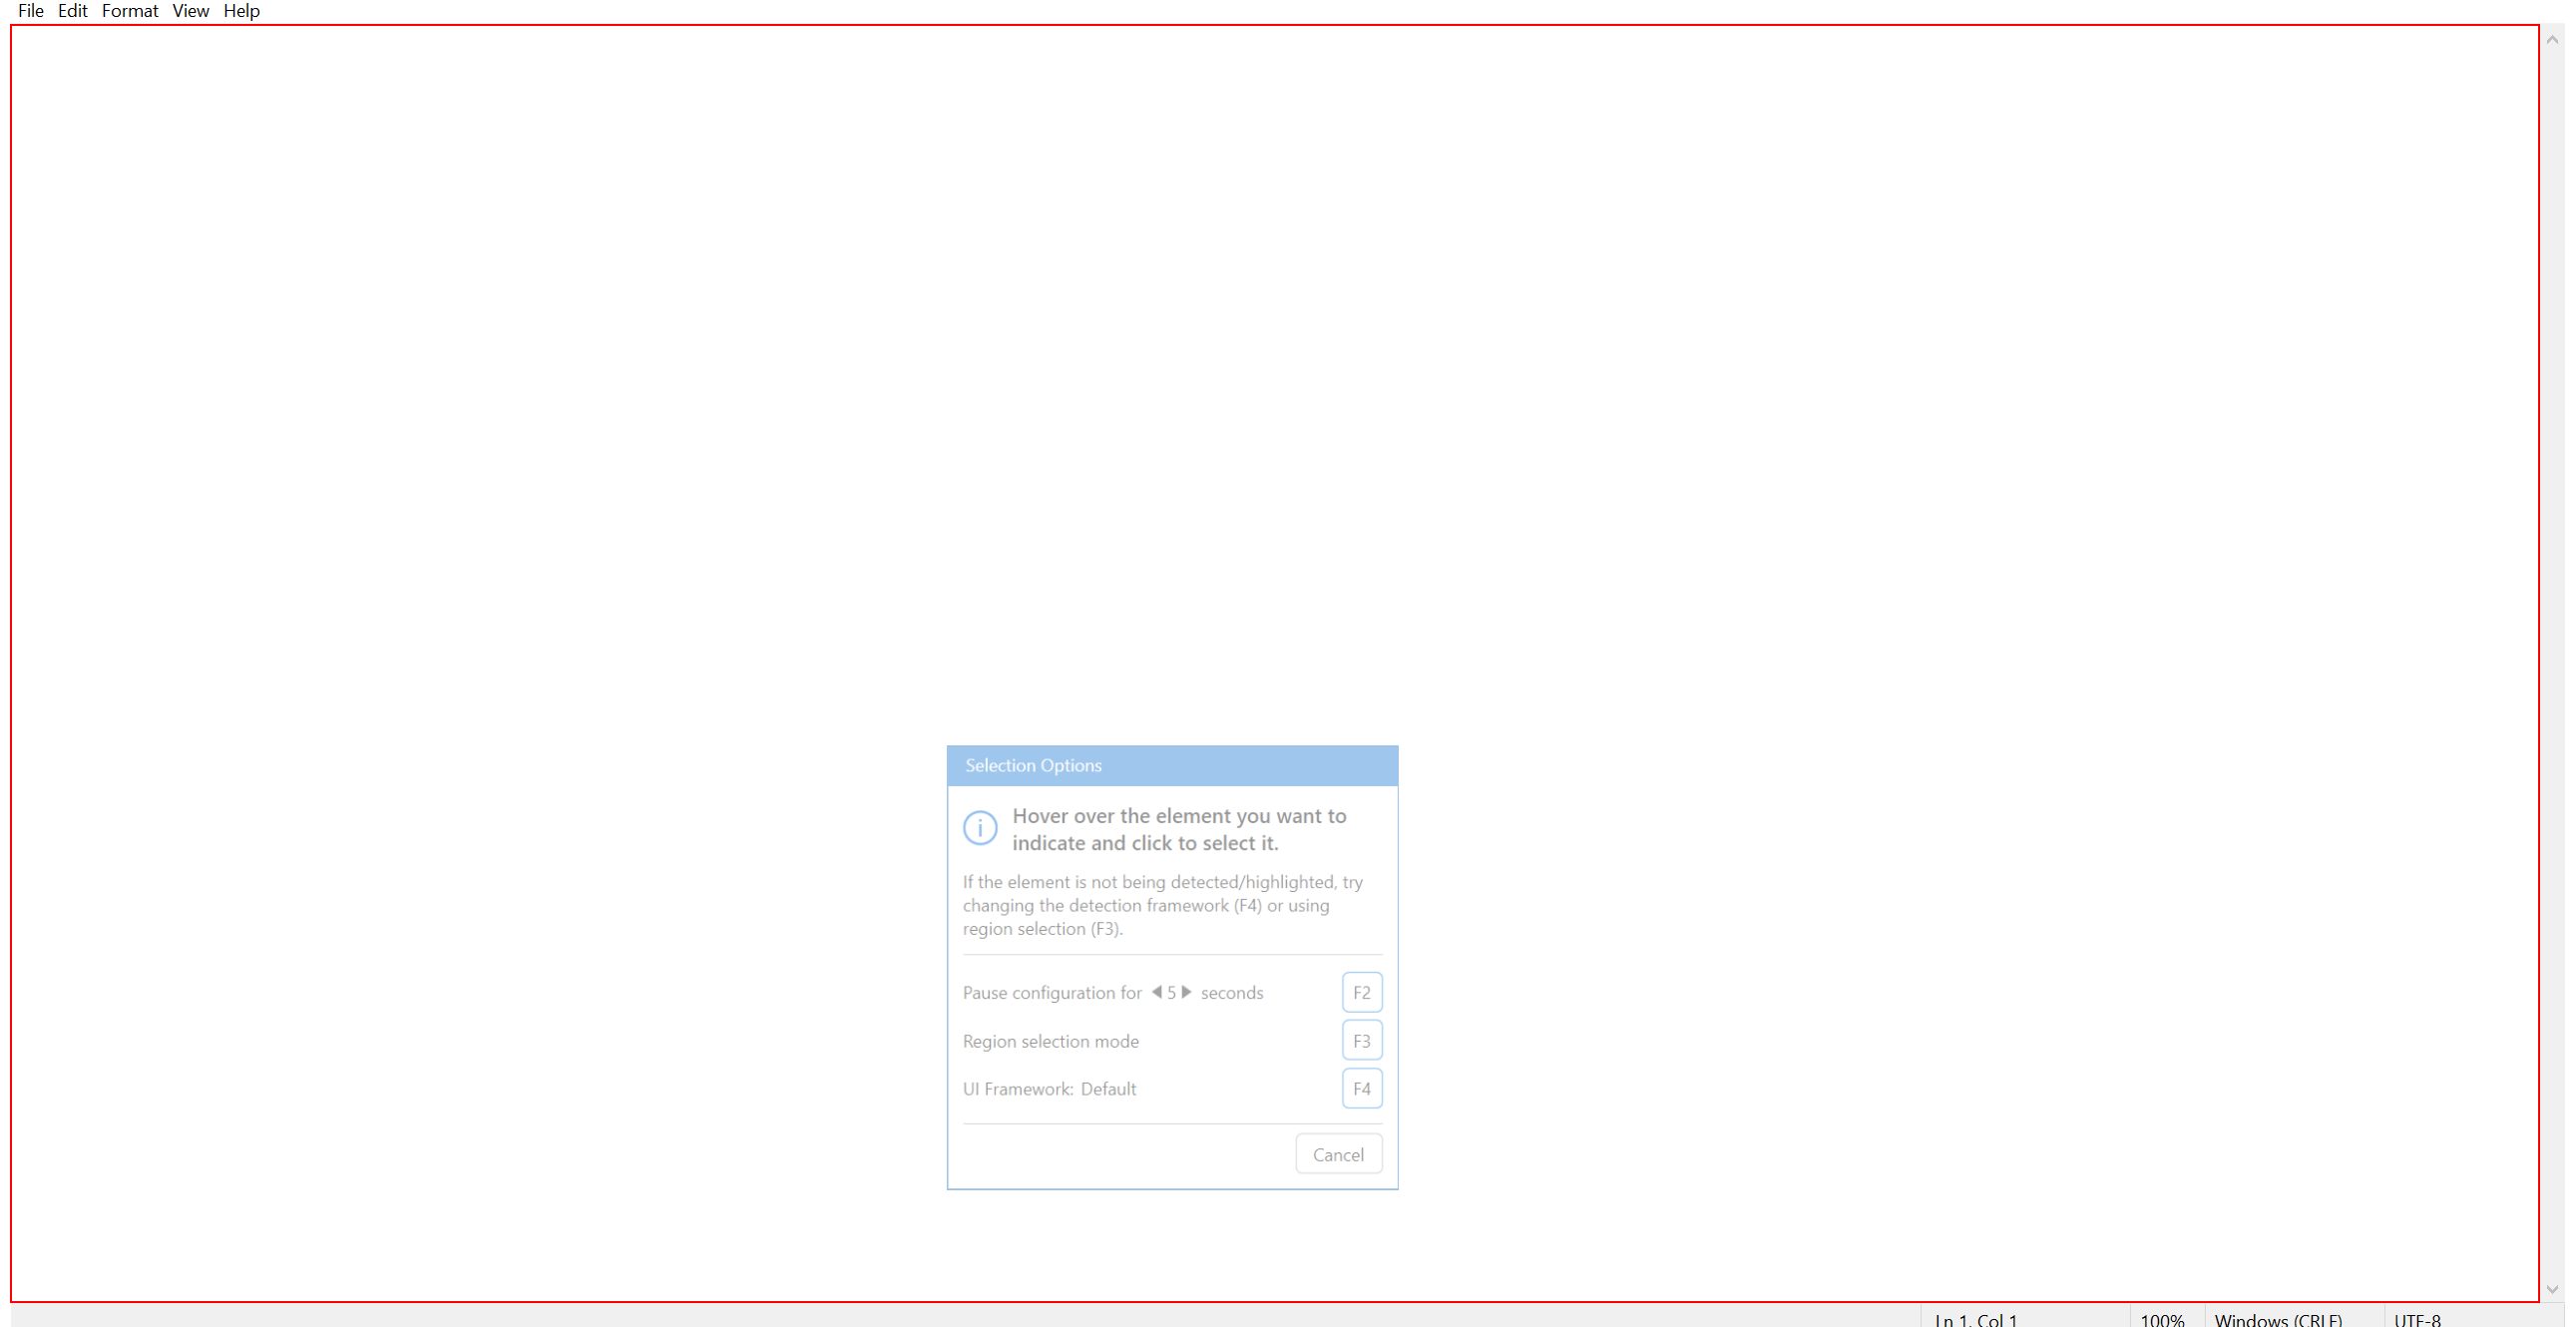 File Edit Format View Help
Selection Options
Hover over the element you want to
indicate and click to select it.
If the element is not being detected/highlighted, try
changing the detection framework (F4) or using
region selection (F3).
Pause configuration for 5 seconds F2
Region selection mode F3
UI Framework: Default F4
Cancel
Ln 1, Col 1 100% Windows (CRLF) UTF-8